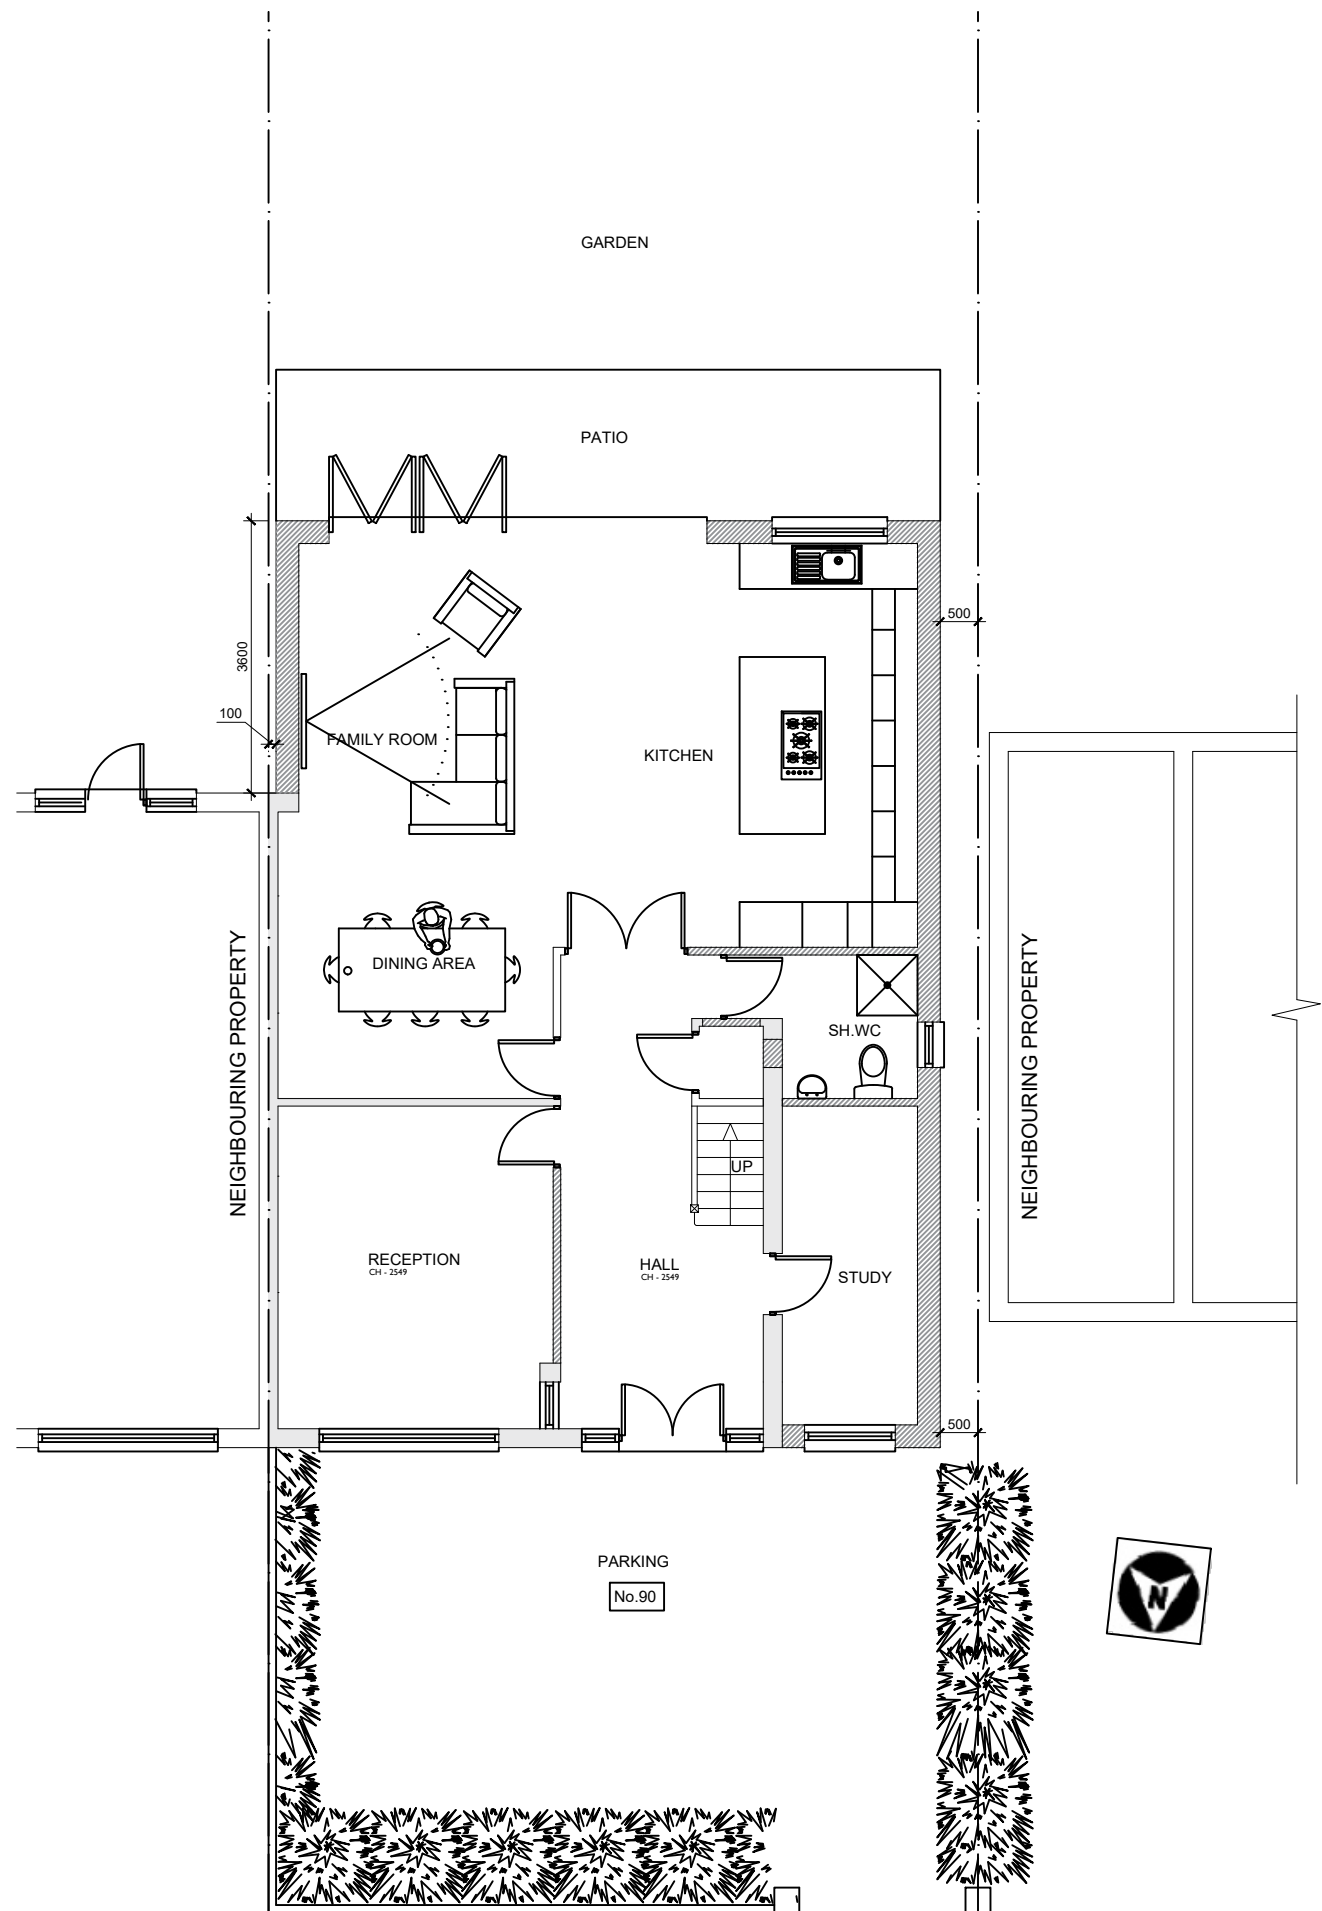 GARDEN
PATIO
500
3600
100
FAMILY ROOM
KITCHEN
NEIGHBOURING PROPERTY
DINING AREA
NEIGHBOURING PROPERTY
SH.WC
UP
RECEPTION
CH - 2549
HALL
CH - 2549
STUDY
500
PARKING
No.90
N